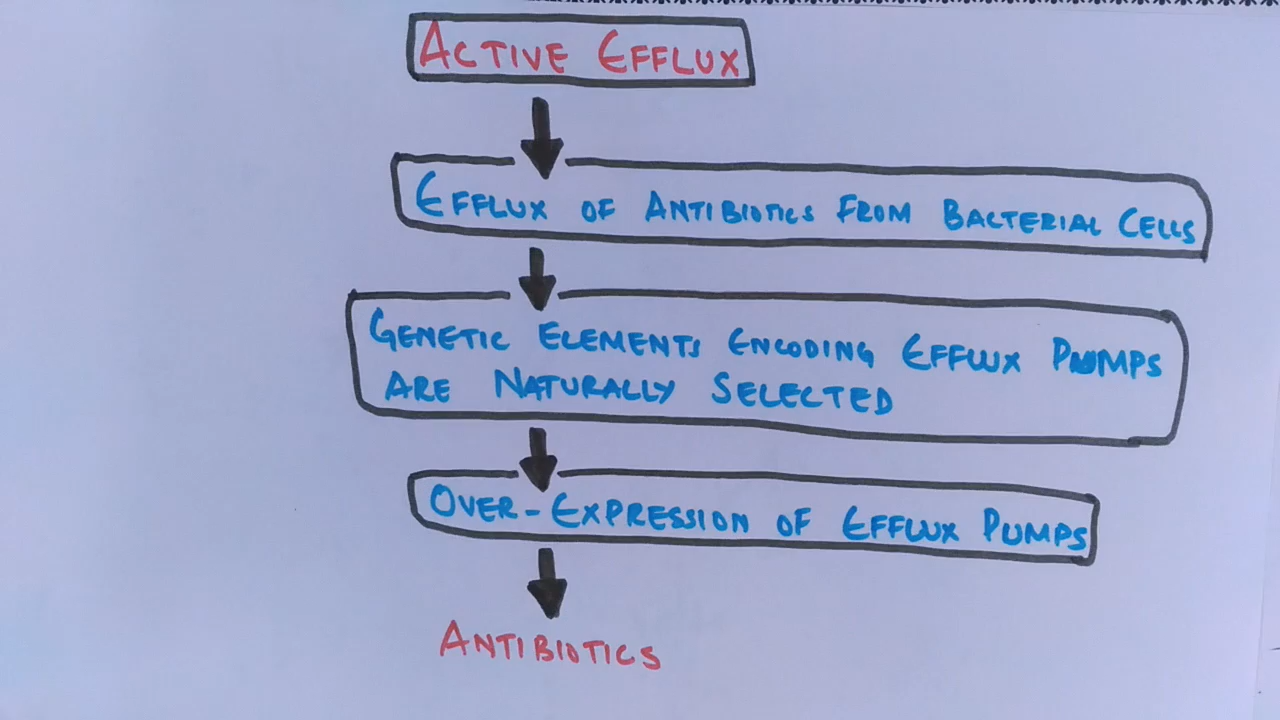 ACTIVE EFFLUX
EFFLUX OF ANTIBIOTICS FROM BACTERIAL CELLS
GENETIC ELEMENTS ENCODING EFFLUX PUMPS
ARE NATURALLY SELECTED
OVER-EXPRESSION OF EFFLUX PUMPS
ANTIBIOTICS